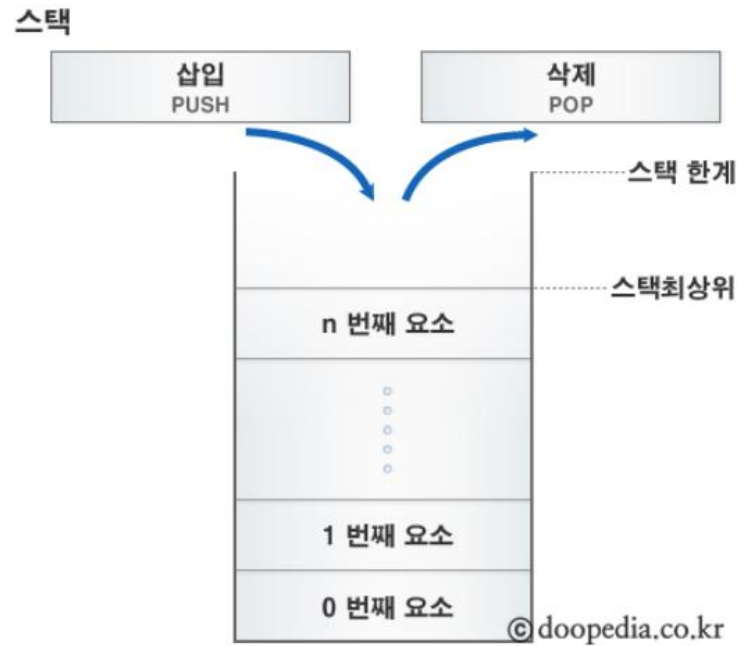 스택
삽입
PUSH
삭제
POP
스택 한계
스택최상위
n 번째 요소
1 번째 요소
0 번째 요소
ⓒ doopedia.co.kr